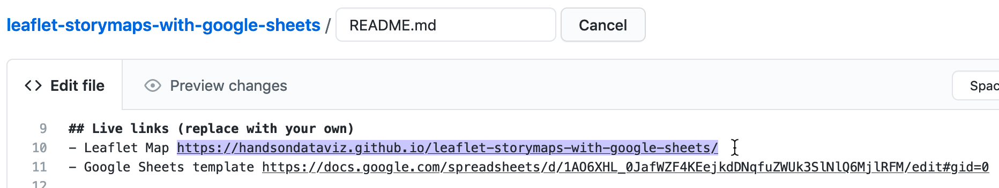 leaflet-storymaps-with-google-sheets / README.md Cancel
<> Edit file Preview changes Spac
9 ## Live links (replace with your own)
10 - Leaflet Map https://handsondataviz.github.io/leaflet-storymaps-with-google-sheets/
11 - Google Sheets template https://docs.google.com/spreadsheets/d/1AO6XHL_0JafWZF4KEejkdDNqfuZWUk3SlNlQ6MjlRFM/edit#gid=0
12